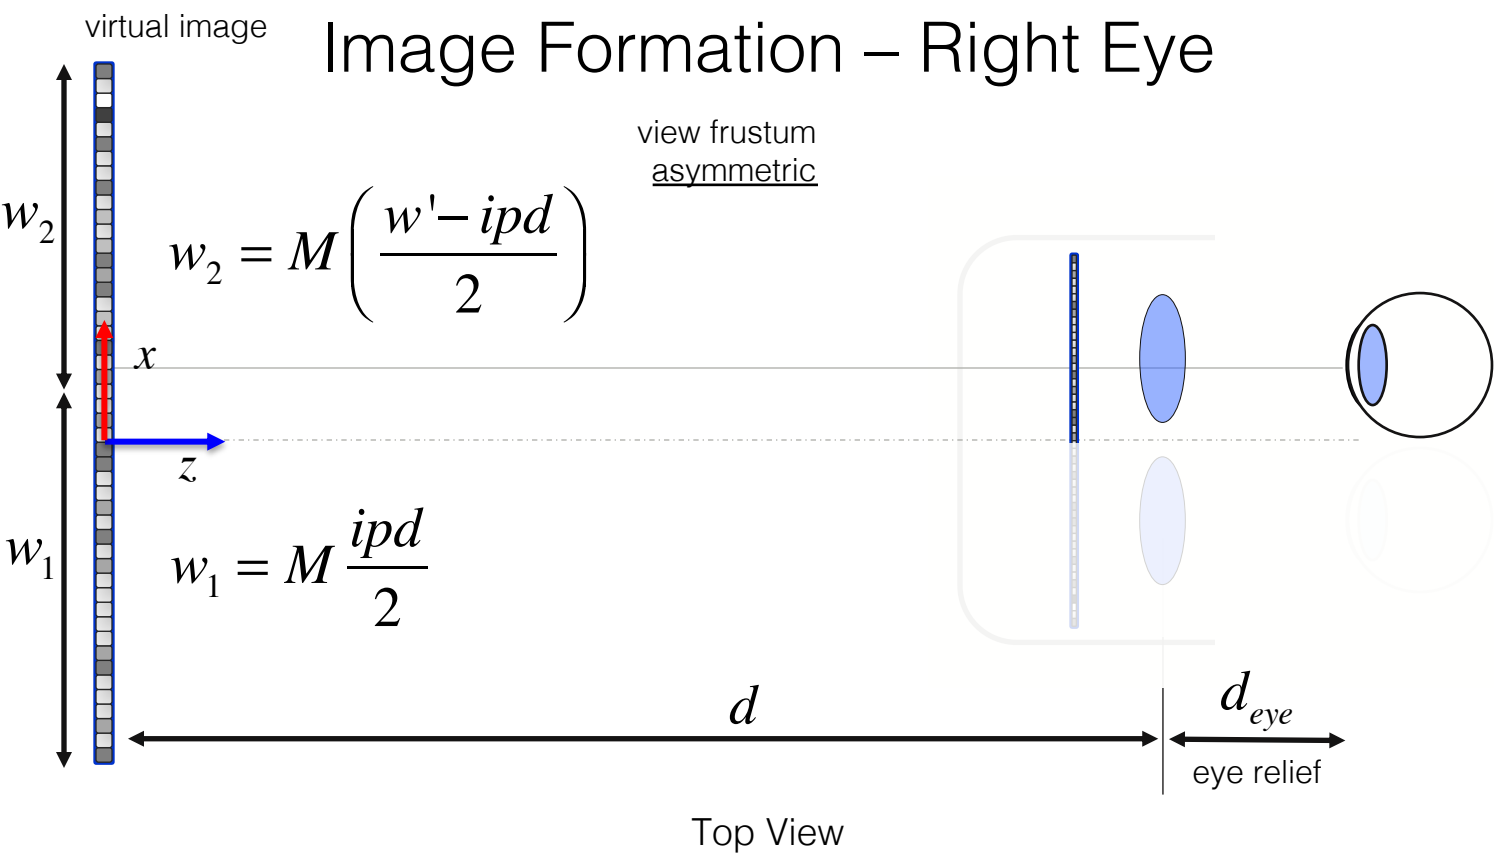 virtual image
Image Formation – Right Eye
view frustum
asymmetric
w₂
w₂ = M ( (w'− ipd) / 2 )
x
z
w₁
w₁ = M ipd / 2
d
d_eye
eye relief
Top View